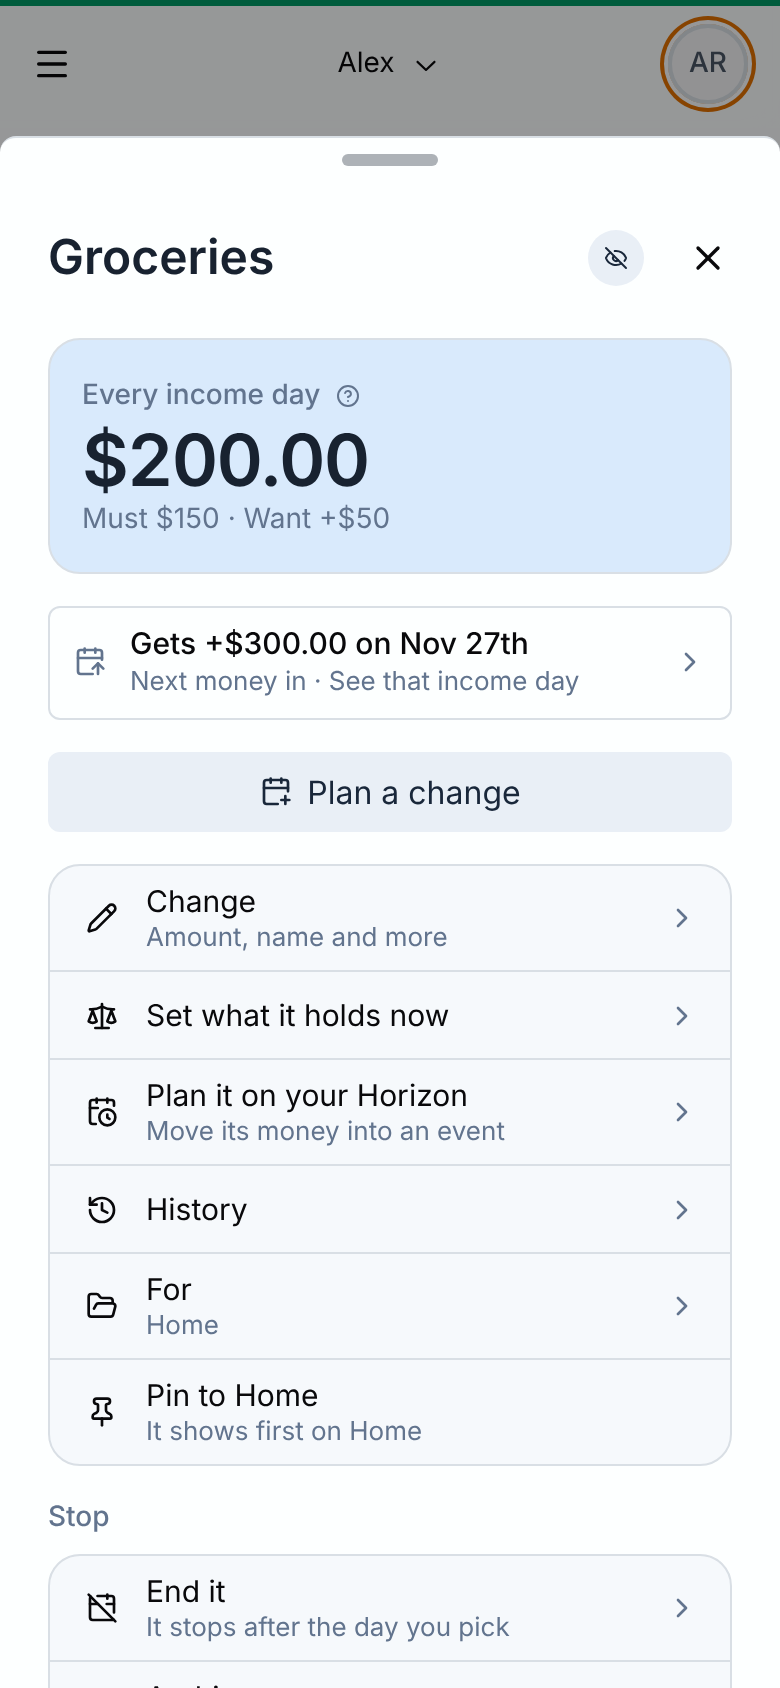 Alex
AR
Groceries
Every income day
$200.00
Must $150 · Want +$50
Gets +$300.00 on Nov 27th
Next money in · See that income day
Plan a change
Change
Amount, name and more
Set what it holds now
Plan it on your Horizon
Move its money into an event
History
For
Home
Pin to Home
It shows first on Home
Stop
End it
It stops after the day you pick